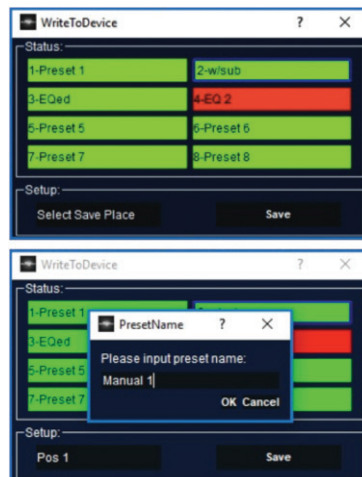 WriteToDevice ? ×
Status:
1-Preset 1 2-w/sub
3-EQed 4-EQ 2
5-Preset 5 6-Preset 6
7-Preset 7 8-Preset 8
Setup:
Select Save Place Save
WriteToDevice ? ×
Status:
1-Preset 1
PresetName ? ×
3-EQed
Please input preset name:
5-Preset 5
Manual 1
7-Preset 7
OK Cancel
Setup:
Pos 1 Save